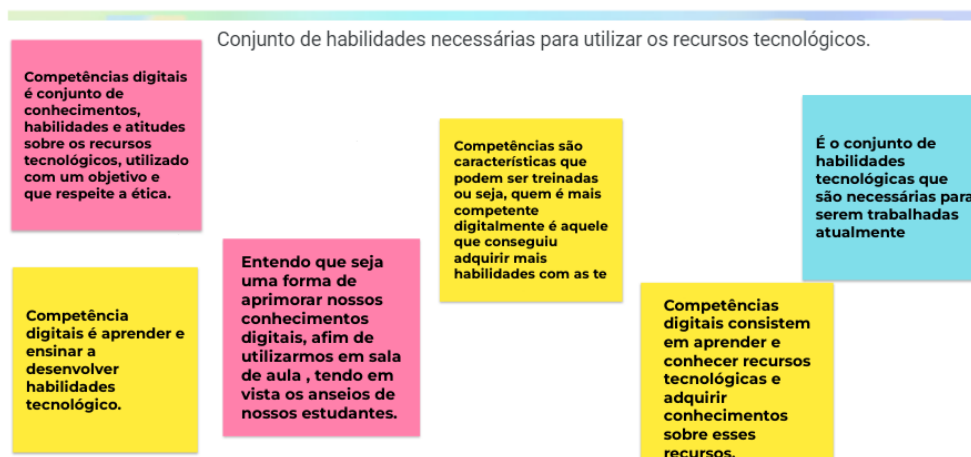 Conjunto de habilidades necessárias para utilizar os recursos tecnológicos.
Competências digitais
é conjunto de
conhecimentos,
habilidades e atitudes
sobre os recursos
tecnológicos, utilizado
com um objetivo e
que respeite a ética.
Competência
digitais é aprender e
ensinar a
desenvolver
habilidades
tecnológico.
Entendo que seja
uma forma de
aprimorar nossos
conhecimentos
digitais, afim de
utilizarmos em sala
de aula , tendo em
vista os anseios de
nossos estudantes.
Competências são
características que
podem ser treinadas
ou seja, quem é mais
competente
digitalmente é aquele
que conseguiu
adquirir mais
habilidades com as te
Competências
digitais consistem
em aprender e
conhecer recursos
tecnológicas e
adquirir
conhecimentos
sobre esses
recursos.
É o conjunto de
habilidades
tecnológicas que
são necessárias para
serem trabalhadas
atualmente